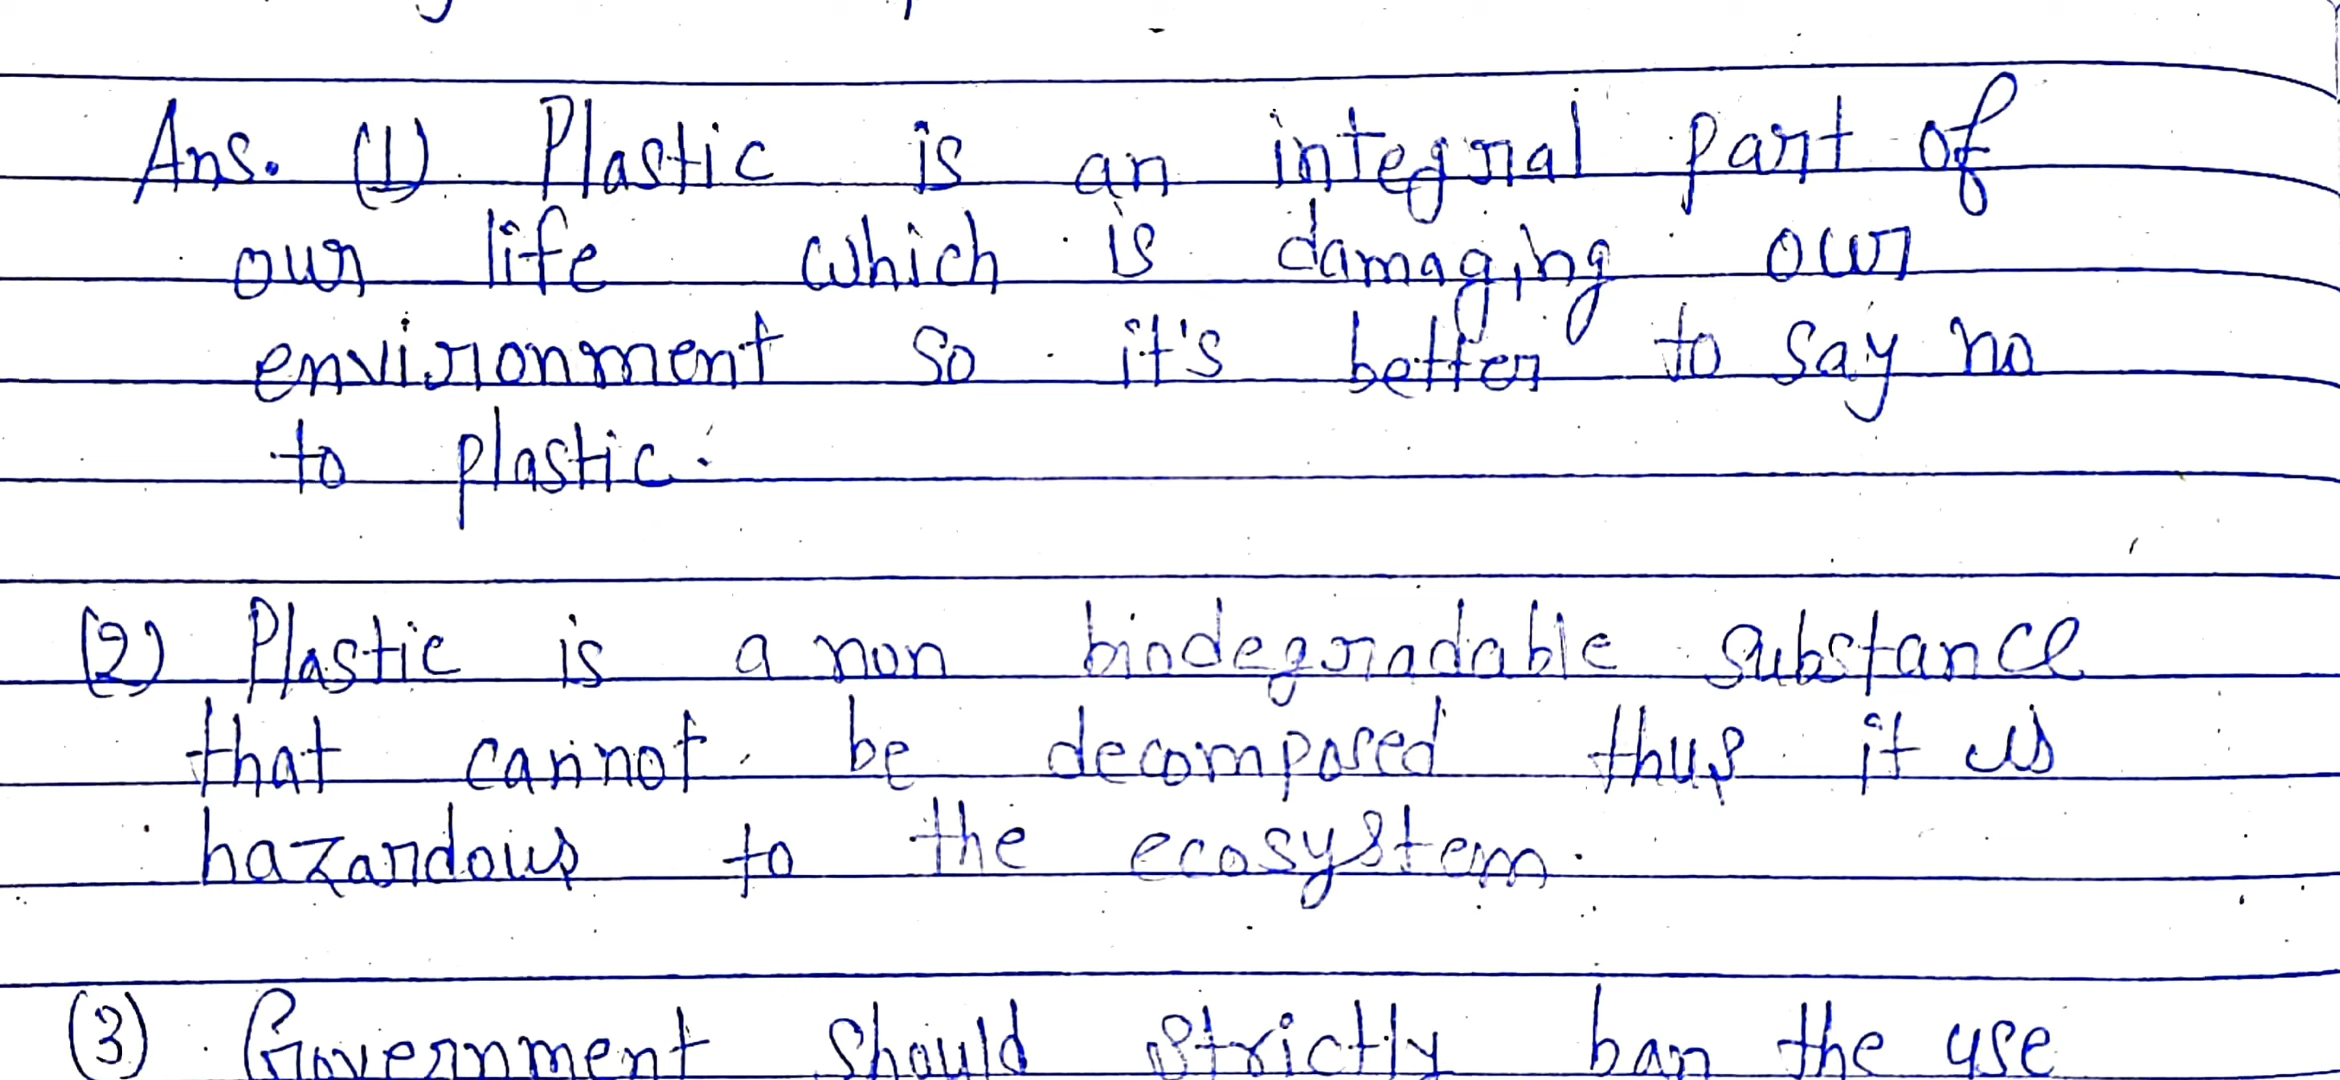 Ans. (1) Plastic is an integral part of
our life which is damaging our
environment so it's better to say no
to plastic.
(2) Plastic is a non biodegradable substance
that cannot be decomposed thus it is
hazardous to the ecosystem.
(3) Government should strictly ban the use